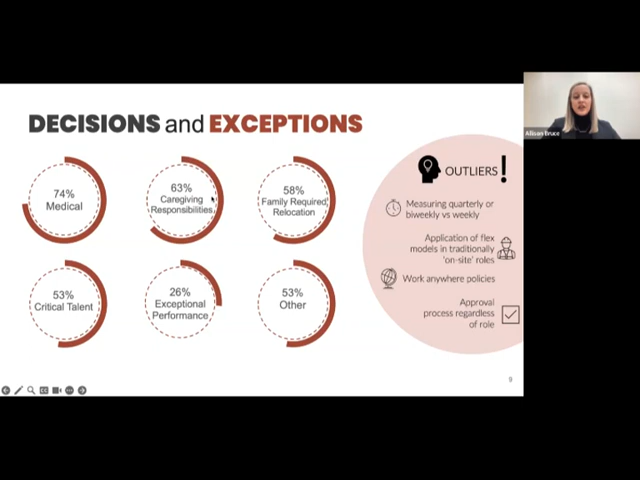 DECISIONS and EXCEPTIONS
74%
Medical
63%
Caregiving
Responsibilities
58%
Family Required
Relocation
53%
Critical Talent
26%
Exceptional
Performance
53%
Other
OUTLIERS!
Measuring quarterly or
biweekly vs weekly
Application of flex
models in traditionally
'on-site' roles
Work anywhere policies
Approval
process regardless
of role
9
Allison Bruce